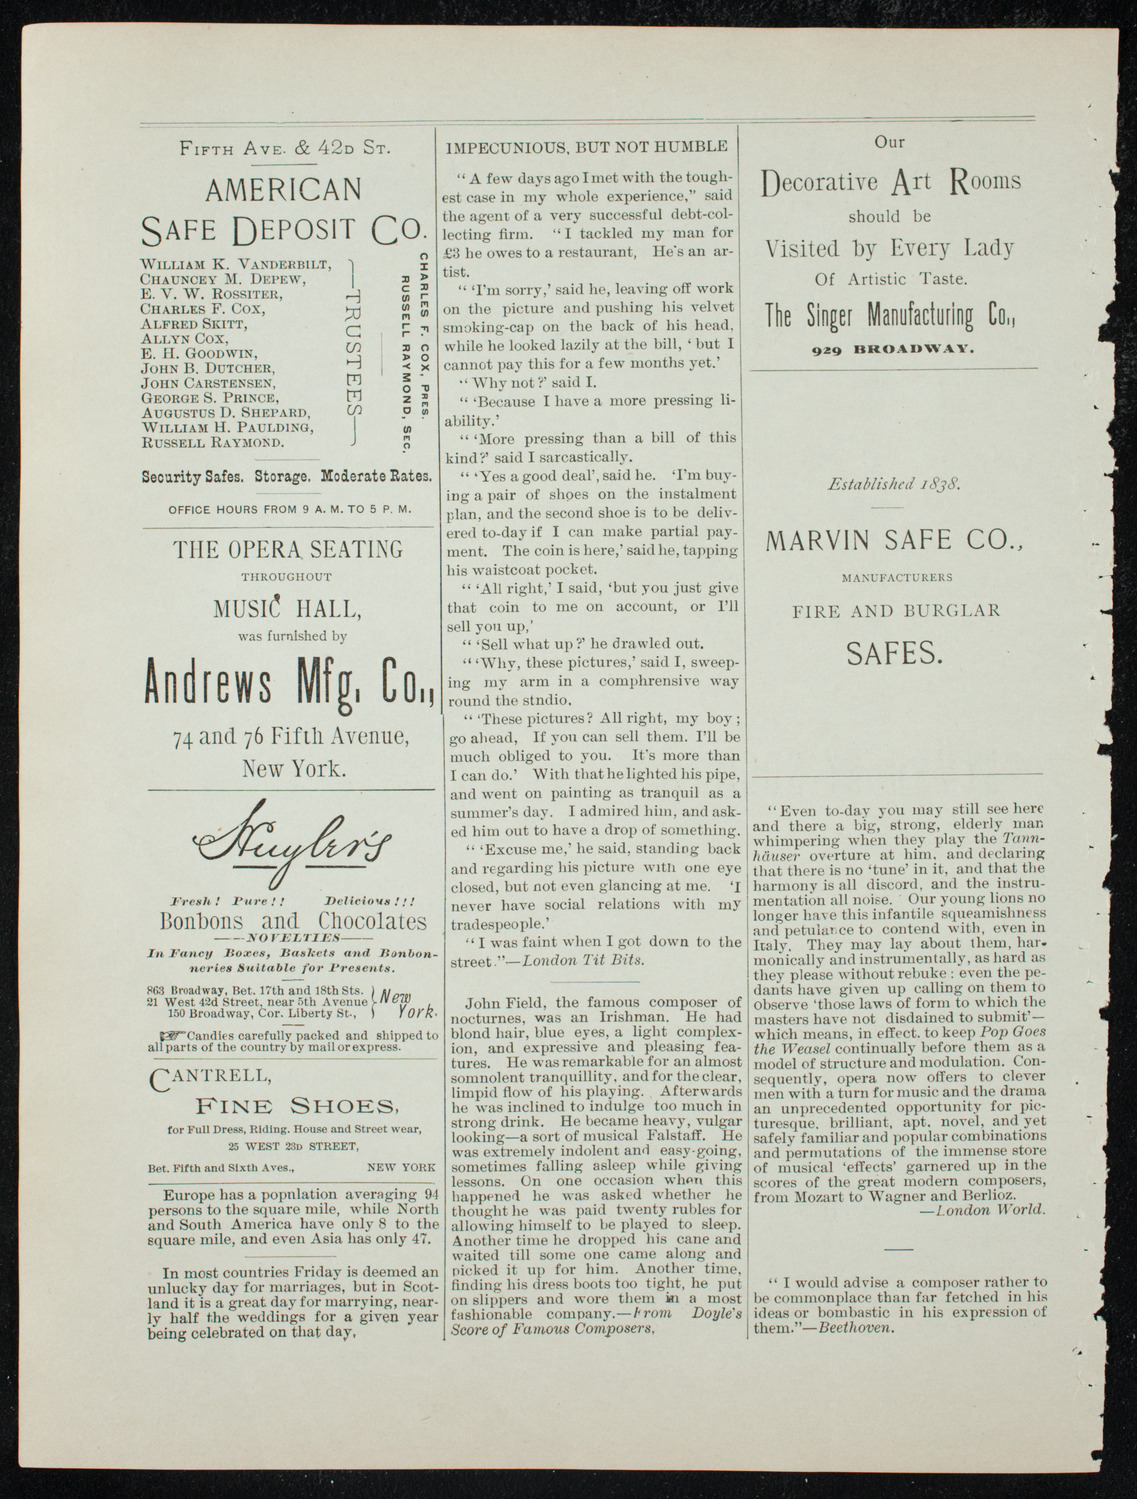 FIFTH AVE. & 42D ST.
AMERICAN
SAFE DEPOSIT CO.
WILLIAM K. VANDERBILT,
CHAUNCEY M. DEPEW,
E. V. W. ROSSITER,
CHARLES F. COX,
ALFRED SKITT,
ALLYN COX,
E. H. GOODWIN,
JOHN B. DUTCHER,
JOHN CARSTENSEN,
GEORGE S. PRINCE,
AUGUSTUS D. SHEPARD,
WILLIAM H. PAULDING,
RUSSELL RAYMOND.
TRUSTEES
CHARLES F. COX, PRES.
RUSSELL RAYMOND, SEC.
Security Safes. Storage. Moderate Rates.
OFFICE HOURS FROM 9 A. M. TO 5 P. M.
THE OPERA SEATING
THROUGHOUT
MUSIC HALL,
was furnished by
Andrews Mfg. Co.,
74 and 76 Fifth Avenue,
New York.
Huyler's
Fresh! Pure!! Delicious!!!
Bonbons and Chocolates
—NOVELTIES—
In Fancy Boxes, Baskets and Bonbon-
neries Suitable for Presents.
863 Broadway, Bet. 17th and 18th Sts.
21 West 42d Street, near 5th Avenue
150 Broadway, Cor. Liberty St.,
New York.
☞Candies carefully packed and shipped to
all parts of the country by mail or express.
CANTRELL,
FINE SHOES,
for Full Dress, Riding. House and Street wear,
25 WEST 23D STREET,
Bet. Fifth and Sixth Aves., NEW YORK
Europe has a popnlation averaging 94
persons to the square mile, while North
and South America have only 8 to the
square mile, and even Asia has only 47.
In most countries Friday is deemed an
unlucky day for marriages, but in Scot-
land it is a great day for marrying, near-
ly half the weddings for a given year
being celebrated on that day,
IMPECUNIOUS, BUT NOT HUMBLE
“A few days ago I met with the tough-
est case in my whole experience,” said
the agent of a very successful debt-col-
lecting firm. “I tackled my man for
£3 he owes to a restaurant, He's an ar-
tist.
“ ‘I'm sorry,’ said he, leaving off work
on the picture and pushing his velvet
smoking-cap on the back of his head,
while he looked lazily at the bill, ‘but I
cannot pay this for a few months yet.’
“Why not?’ said I.
“ ‘Because I have a more pressing li-
ability.’
“ ‘More pressing than a bill of this
kind?’ said I sarcastically.
“ ‘Yes a good deal’, said he. ‘I'm buy-
ing a pair of shoes on the instalment
plan, and the second shoe is to be deliv-
ered to-day if I can make partial pay-
ment. The coin is here,’ said he, tapping
his waistcoat pocket.
“ ‘All right,’ I said, ‘but you just give
that coin to me on account, or I'll
sell you up,’
“ ‘Sell what up?’ he drawled out.
“ ‘Why, these pictures,’ said I, sweep-
ing my arm in a comphrensive way
round the stndio,
“ ‘These pictures? All right, my boy;
go ahead, If you can sell them. I'll be
much obliged to you. It's more than
I can do.’ With that he lighted his pipe,
and went on painting as tranquil as a
summer's day. I admired him, and ask-
ed him out to have a drop of something.
“ ‘Excuse me,’ he said, standing back
and regarding his picture with one eye
closed, but not even glancing at me. ‘I
never have social relations with my
tradespeople.’
“I was faint when I got down to the
street.”—London Tit Bits.
John Field, the famous composer of
nocturnes, was an Irishman. He had
blond hair, blue eyes, a light complex-
ion, and expressive and pleasing fea-
tures. He was remarkable for an almost
somnolent tranquillity, and for the clear,
limpid flow of his playing. Afterwards
he was inclined to indulge too much in
strong drink. He became heavy, vulgar
looking—a sort of musical Falstaff. He
was extremely indolent and easy-going,
sometimes falling asleep while giving
lessons. On one occasion when this
happened he was asked whether he
thought he was paid twenty rubles for
allowing himself to be played to sleep.
Another time he dropped his cane and
waited till some one came along and
picked it up for him. Another time,
finding his dress boots too tight, he put
on slippers and wore them in a most
fashionable company.—From Doyle's
Score of Famous Composers,
Our
Decorative Art Rooms
should be
Visited by Every Lady
Of Artistic Taste.
The Singer Manufacturing Co.,
929 BROADWAY.
Established 1838.
MARVIN SAFE CO.,
MANUFACTURERS
FIRE AND BURGLAR
SAFES.
“Even to-day you may still see here
and there a big, strong, elderly man
whimpering when they play the Tann-
häuser overture at him, and declaring
that there is no ‘tune’ in it, and that the
harmony is all discord, and the instru-
mentation all noise. Our young lions no
longer have this infantile squeamishness
and petulance to contend with, even in
Italy. They may lay about them, har-
monically and instrumentally, as hard as
they please without rebuke: even the pe-
dants have given up calling on them to
observe ‘those laws of form to which the
masters have not disdained to submit’—
which means, in effect. to keep Pop Goes
the Weasel continually before them as a
model of structure and modulation. Con-
sequently, opera now offers to clever
men with a turn for music and the drama
an unprecedented opportunity for pic-
turesque, brilliant, apt, novel, and yet
safely familiar and popular combinations
and permutations of the immense store
of musical ‘effects’ garnered up in the
scores of the great modern composers,
from Mozart to Wagner and Berlioz.
—London World.
“I would advise a composer rather to
be commonplace than far fetched in his
ideas or bombastic in his expression of
them.”—Beethoven.